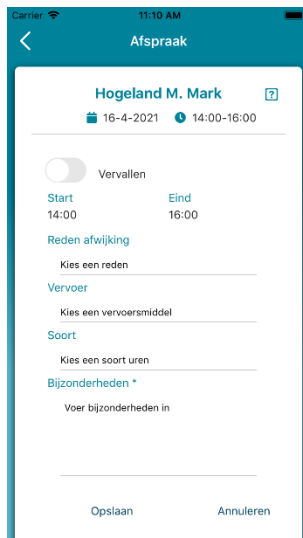 Carrier 11:10 AM
Afspraak
Hogeland M. Mark ?
16-4-2021 14:00-16:00
Vervallen
Start Eind
14:00 16:00
Reden afwijking
Kies een reden
Vervoer
Kies een vervoersmiddel
Soort
Kies een soort uren
Bijzonderheden *
Voer bijzonderheden in
Opslaan Annuleren